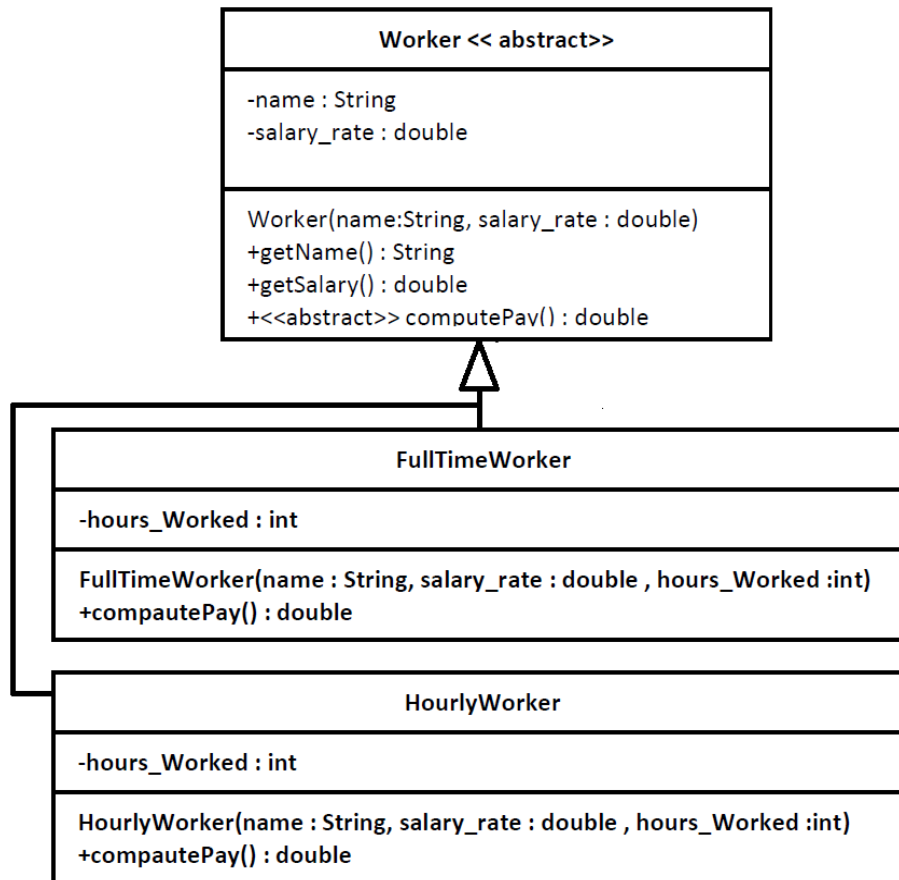 Worker << abstract>>
-name : String
-salary_rate : double
Worker(name:String, salary_rate : double)
+getName() : String
+getSalary() : double
+<<abstract>> computePay() : double
FullTimeWorker
-hours_Worked : int
FullTimeWorker(name : String, salary_rate : double , hours_Worked :int)
+compautePay() : double
HourlyWorker
-hours_Worked : int
HourlyWorker(name : String, salary_rate : double , hours_Worked :int)
+compautePay() : double